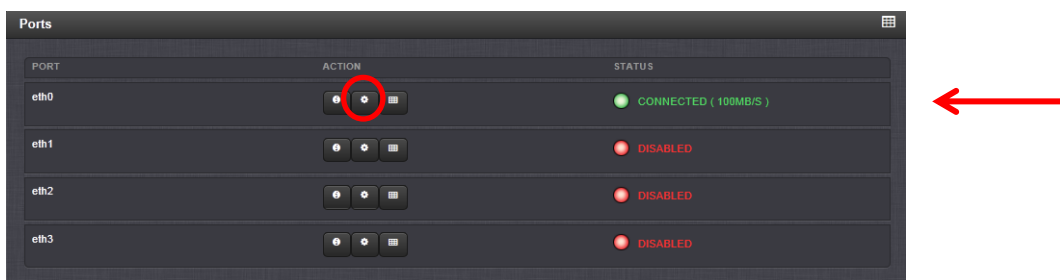 Ports
PORT ACTION STATUS
eth0 CONNECTED ( 100MB/S )
eth1 DISABLED
eth2 DISABLED
eth3 DISABLED